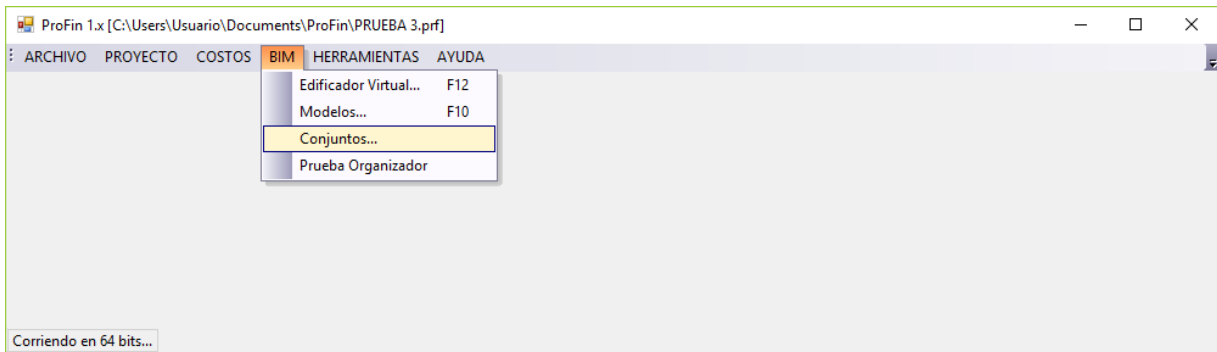 ProFin 1.x [C:\Users\Usuario\Documents\ProFin\PRUEBA 3.prf]
ARCHIVO PROYECTO COSTOS BIM HERRAMIENTAS AYUDA
Edificador Virtual... F12
Modelos... F10
Conjuntos...
Prueba Organizador
Corriendo en 64 bits...